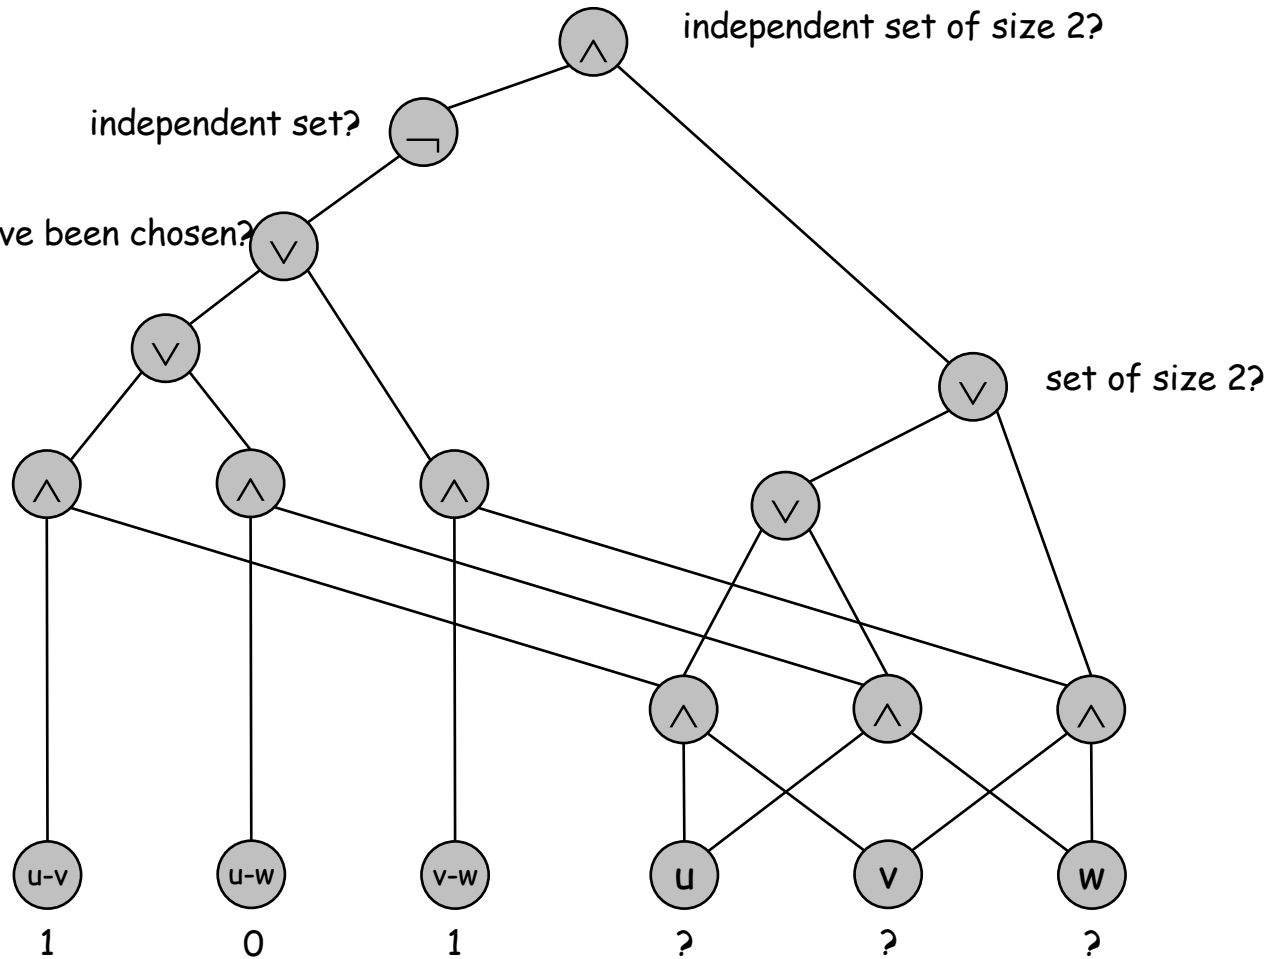 independent set of size 2?
∧
independent set?
¬
ve been chosen?
∨
∨
∨
set of size 2?
∧ ∧ ∧
∨
∧ ∧ ∧
u-v u-w v-w u v w
1 0 1 ? ? ?